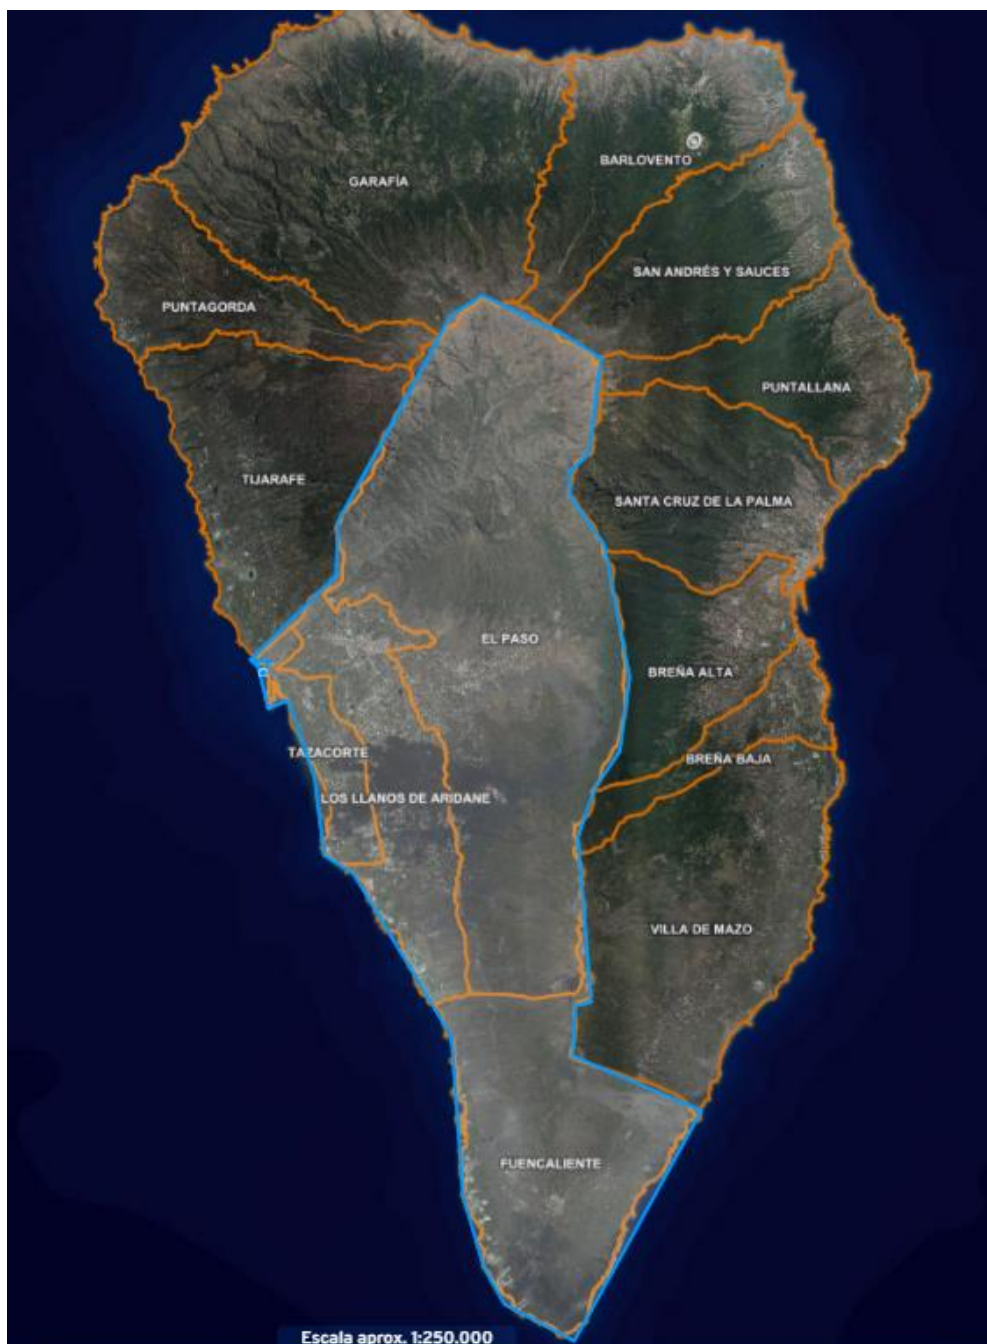 BARLOVENTO
GARAFÍA
SAN ANDRÉS Y SAUCES
PUNTAGORDA
PUNTALLANA
TIJARAFE
SANTA CRUZ DE LA PALMA
EL PASO
BREÑA ALTA
TAZACORTE
BREÑA BAJA
LOS LLANOS DE ARIDANE
VILLA DE MAZO
FUENCALIENTE
Escala aprox. 1:250.000